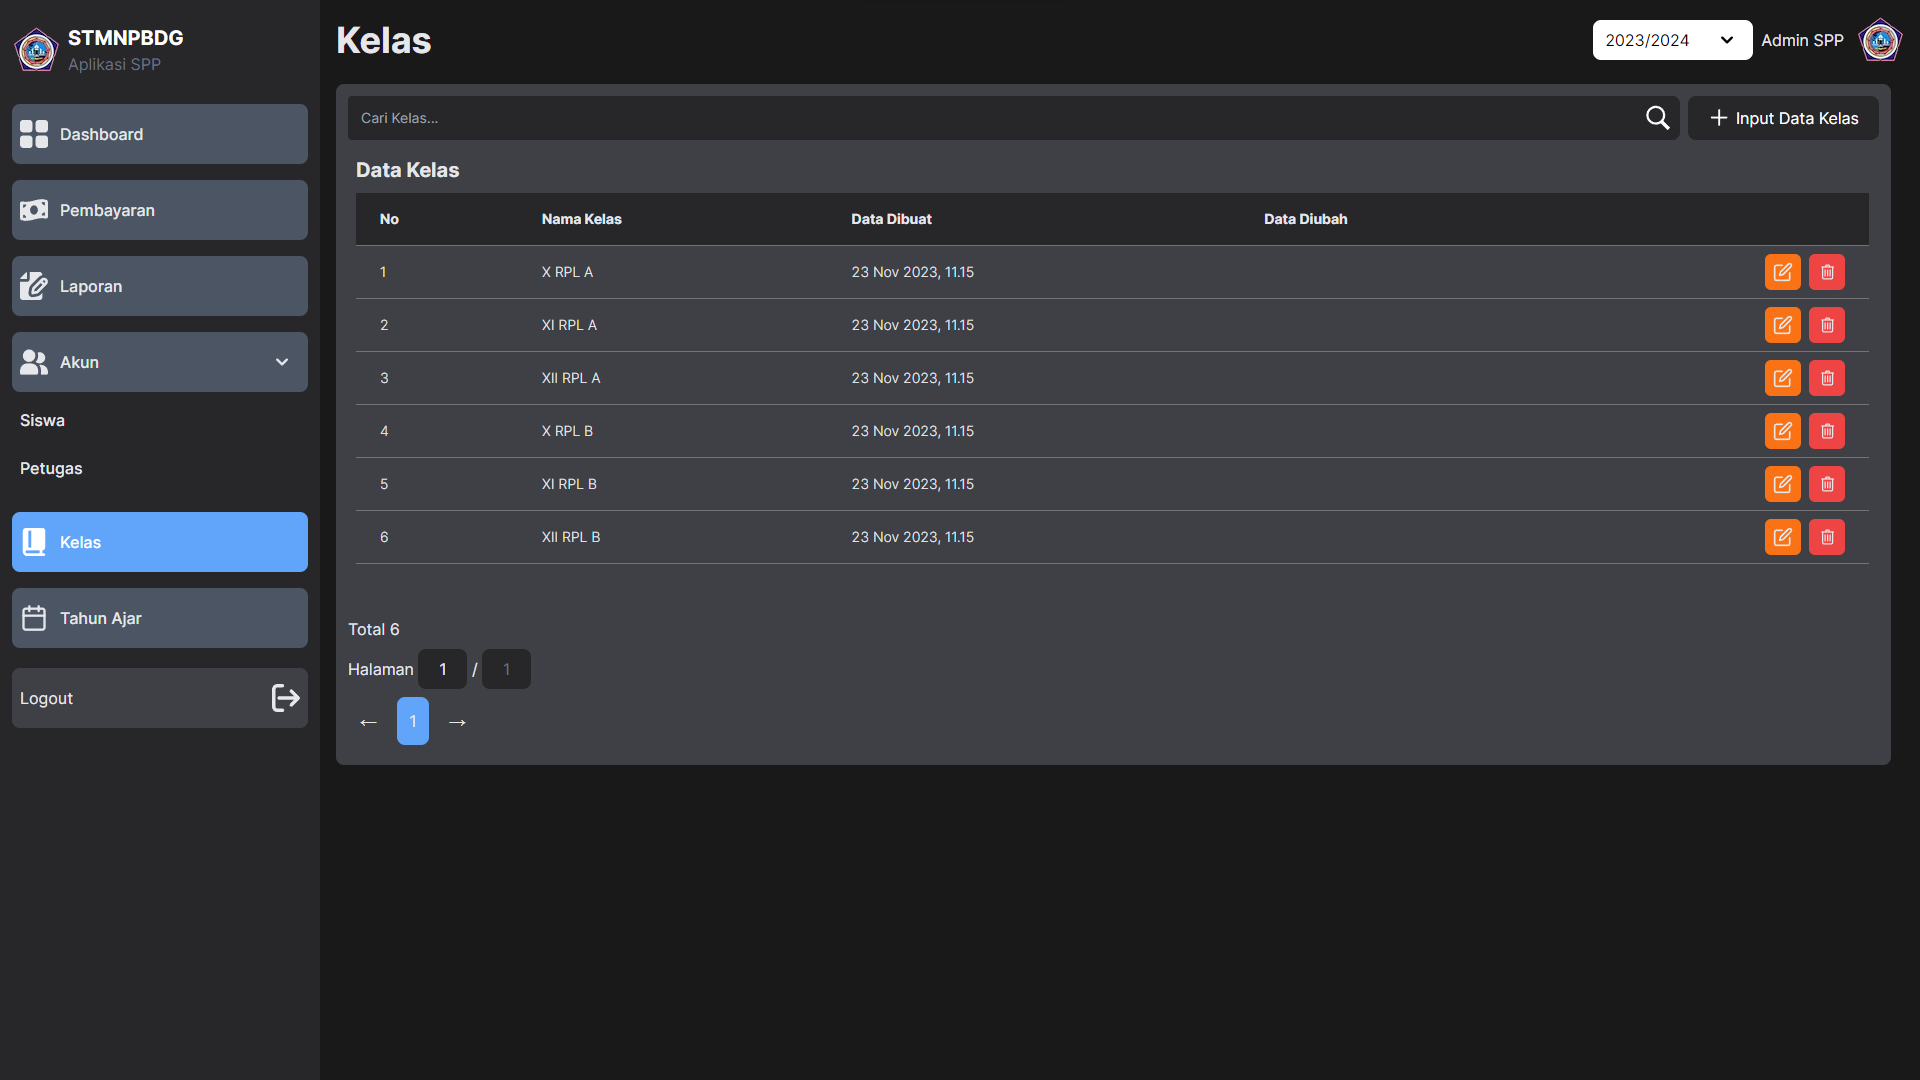 STMNPBDG
Aplikasi SPP
Dashboard
Pembayaran
Laporan
Akun
Siswa
Petugas
Kelas
Tahun Ajar
Logout
Kelas
2023/2024
Admin SPP
Cari Kelas...
Input Data Kelas
Data Kelas
No Nama Kelas Data Dibuat Data Diubah
1 X RPL A 23 Nov 2023, 11.15
2 XI RPL A 23 Nov 2023, 11.15
3 XII RPL A 23 Nov 2023, 11.15
4 X RPL B 23 Nov 2023, 11.15
5 XI RPL B 23 Nov 2023, 11.15
6 XII RPL B 23 Nov 2023, 11.15
Total 6
Halaman 1 / 1
← 1 →